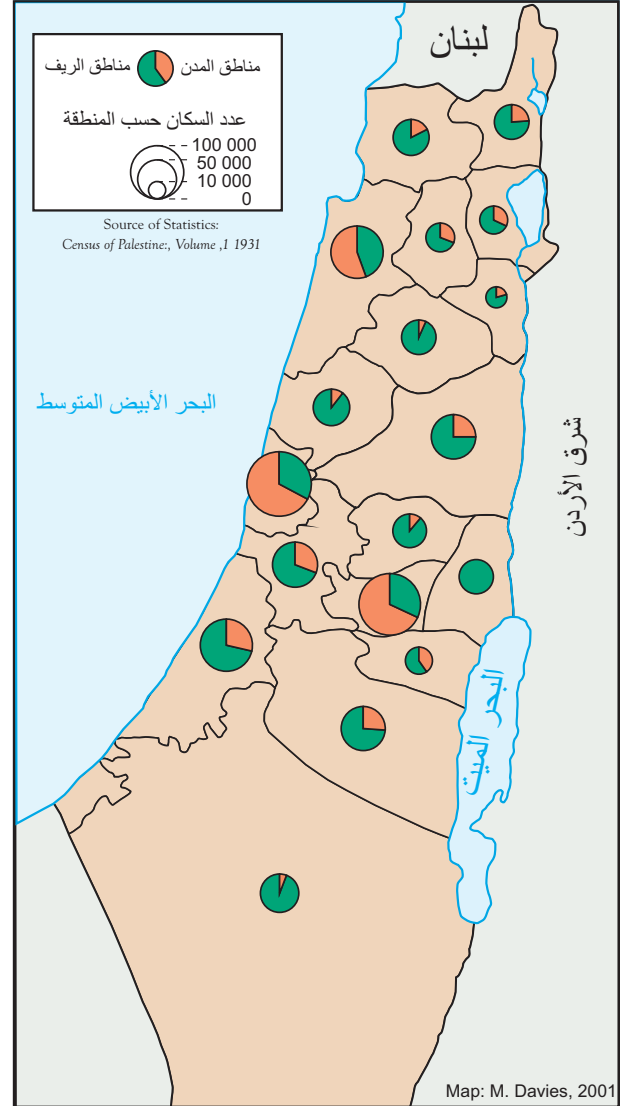 لبنان
مناطق المدن مناطق الريف
عدد السكان حسب المنطقة
100 000
50 000
10 000
0
Source of Statistics:
Census of Palestine:, Volume ,1 1931
البحر الأبيض المتوسط
شرق الأردن
البحر الميت
Map: M. Davies, 2001